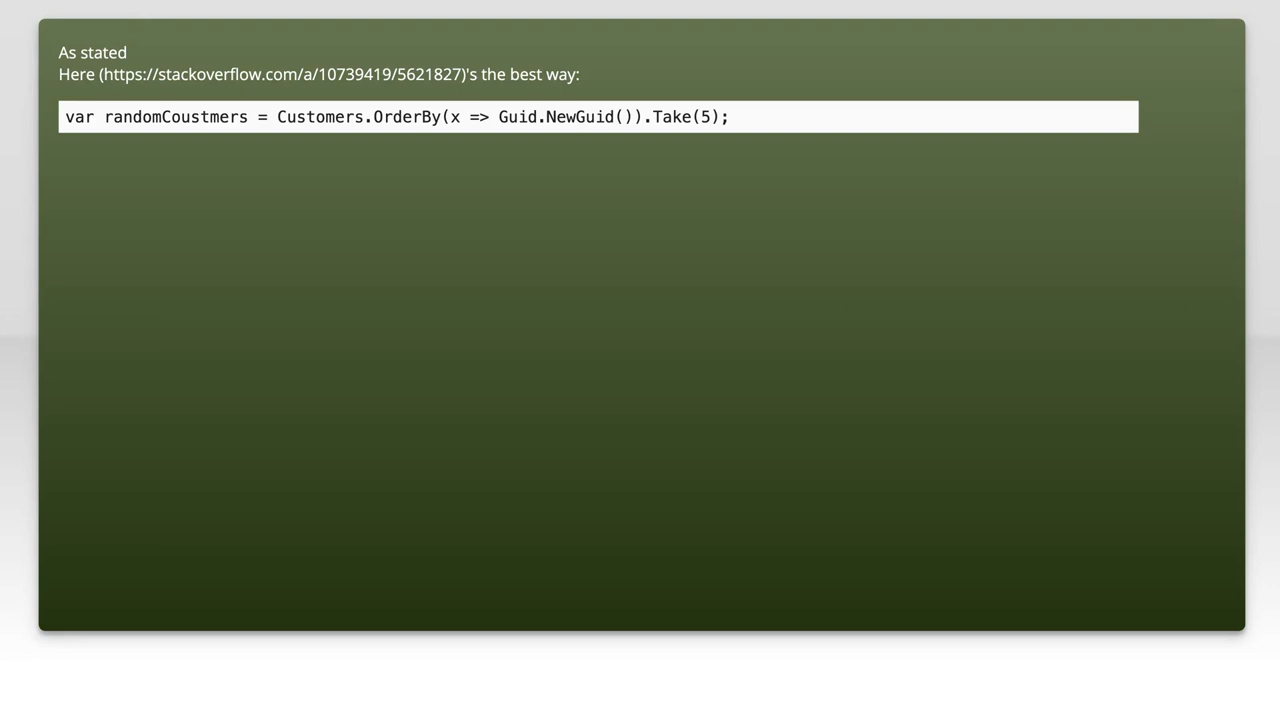 As stated
Here (https://stackoverflow.com/a/10739419/5621827)'s the best way:
var randomCoustmers = Customers.OrderBy(x => Guid.NewGuid()).Take(5);